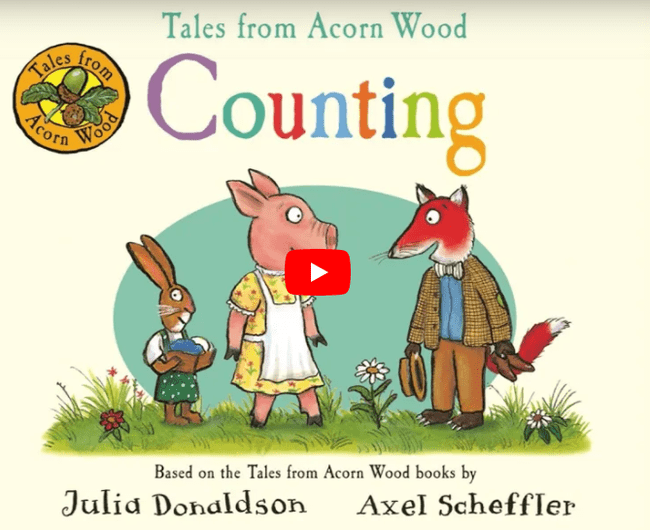 Tales from Acorn Wood
Tales from
Acorn Wood
Counting
Based on the Tales from Acorn Wood books by
Julia Donaldson Axel Scheffler